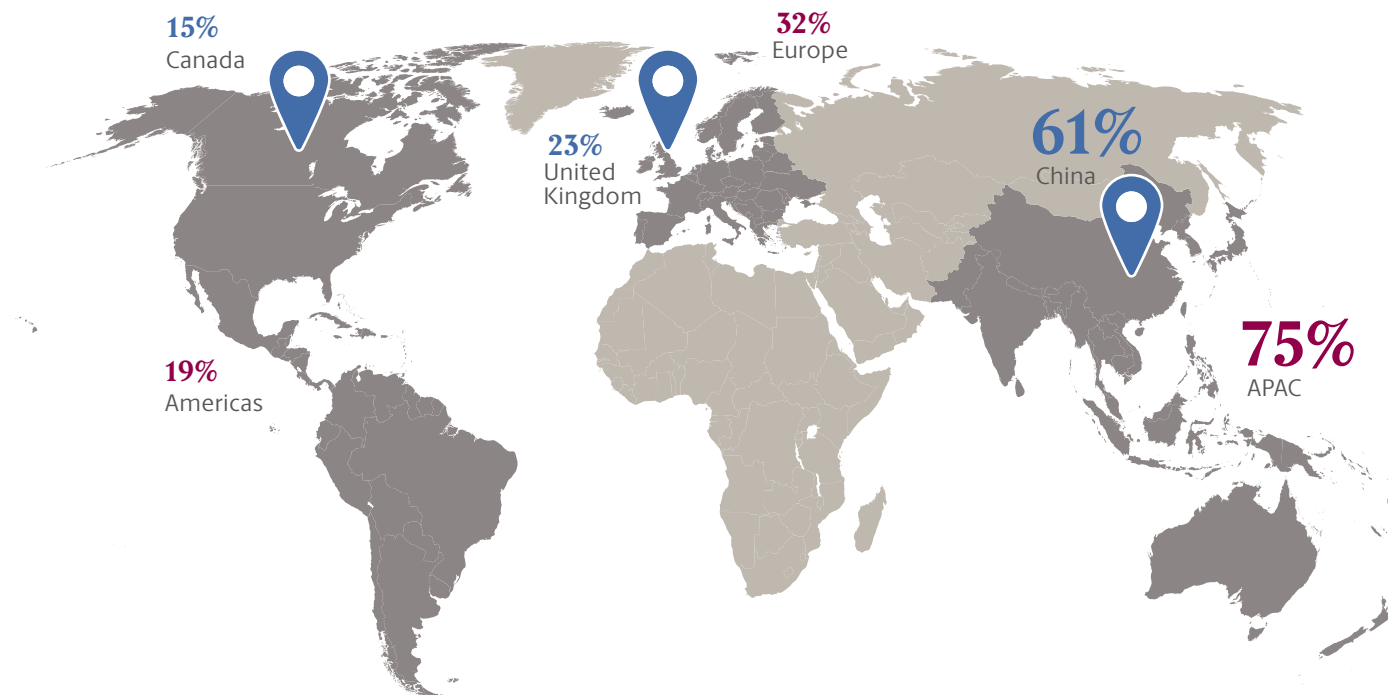 15%
Canada
32%
Europe
23%
United
Kingdom
61%
China
75%
APAC
19%
Americas